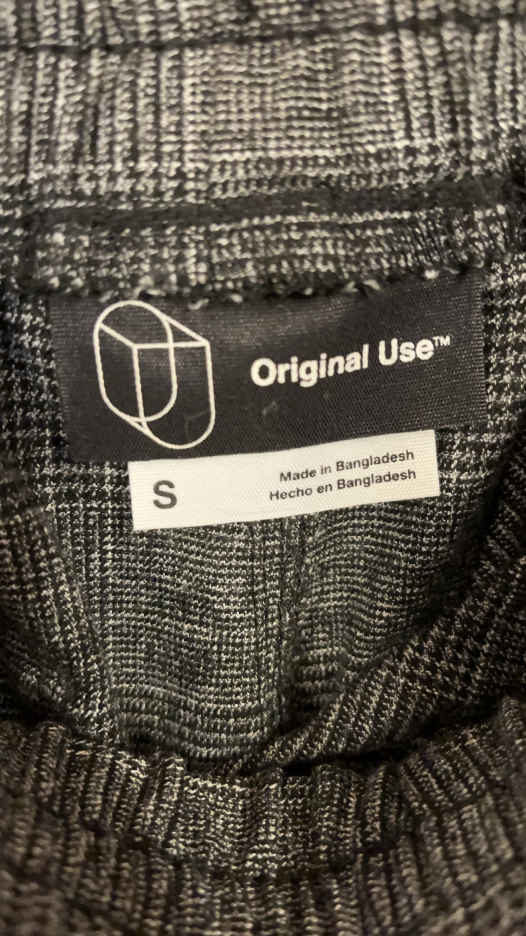 Original Use™
S
Made in Bangladesh
Hecho en Bangladesh